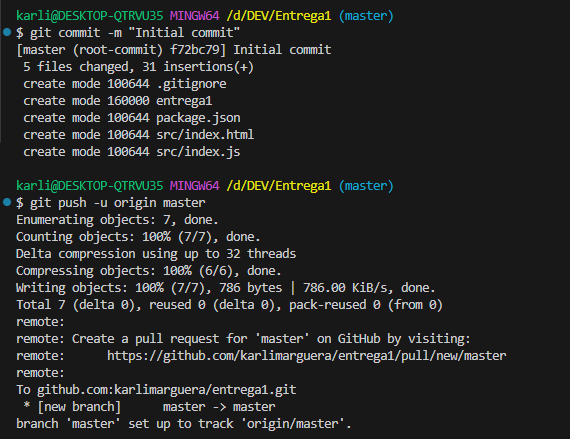 karli@DESKTOP-QTRVU35 MINGW64 /d/DEV/Entrega1 (master)
$ git commit -m "Initial commit"
[master (root-commit) f72bc79] Initial commit
 5 files changed, 31 insertions(+)
 create mode 100644 .gitignore
 create mode 160000 entrega1
 create mode 100644 package.json
 create mode 100644 src/index.html
 create mode 100644 src/index.js

karli@DESKTOP-QTRVU35 MINGW64 /d/DEV/Entrega1 (master)
$ git push -u origin master
Enumerating objects: 7, done.
Counting objects: 100% (7/7), done.
Delta compression using up to 32 threads
Compressing objects: 100% (6/6), done.
Writing objects: 100% (7/7), 786 bytes | 786.00 KiB/s, done.
Total 7 (delta 0), reused 0 (delta 0), pack-reused 0 (from 0)
remote:
remote: Create a pull request for 'master' on GitHub by visiting:
remote:      https://github.com/karlimarguera/entrega1/pull/new/master
remote:
To github.com:karlimarguera/entrega1.git
 * [new branch]      master -> master
branch 'master' set up to track 'origin/master'.